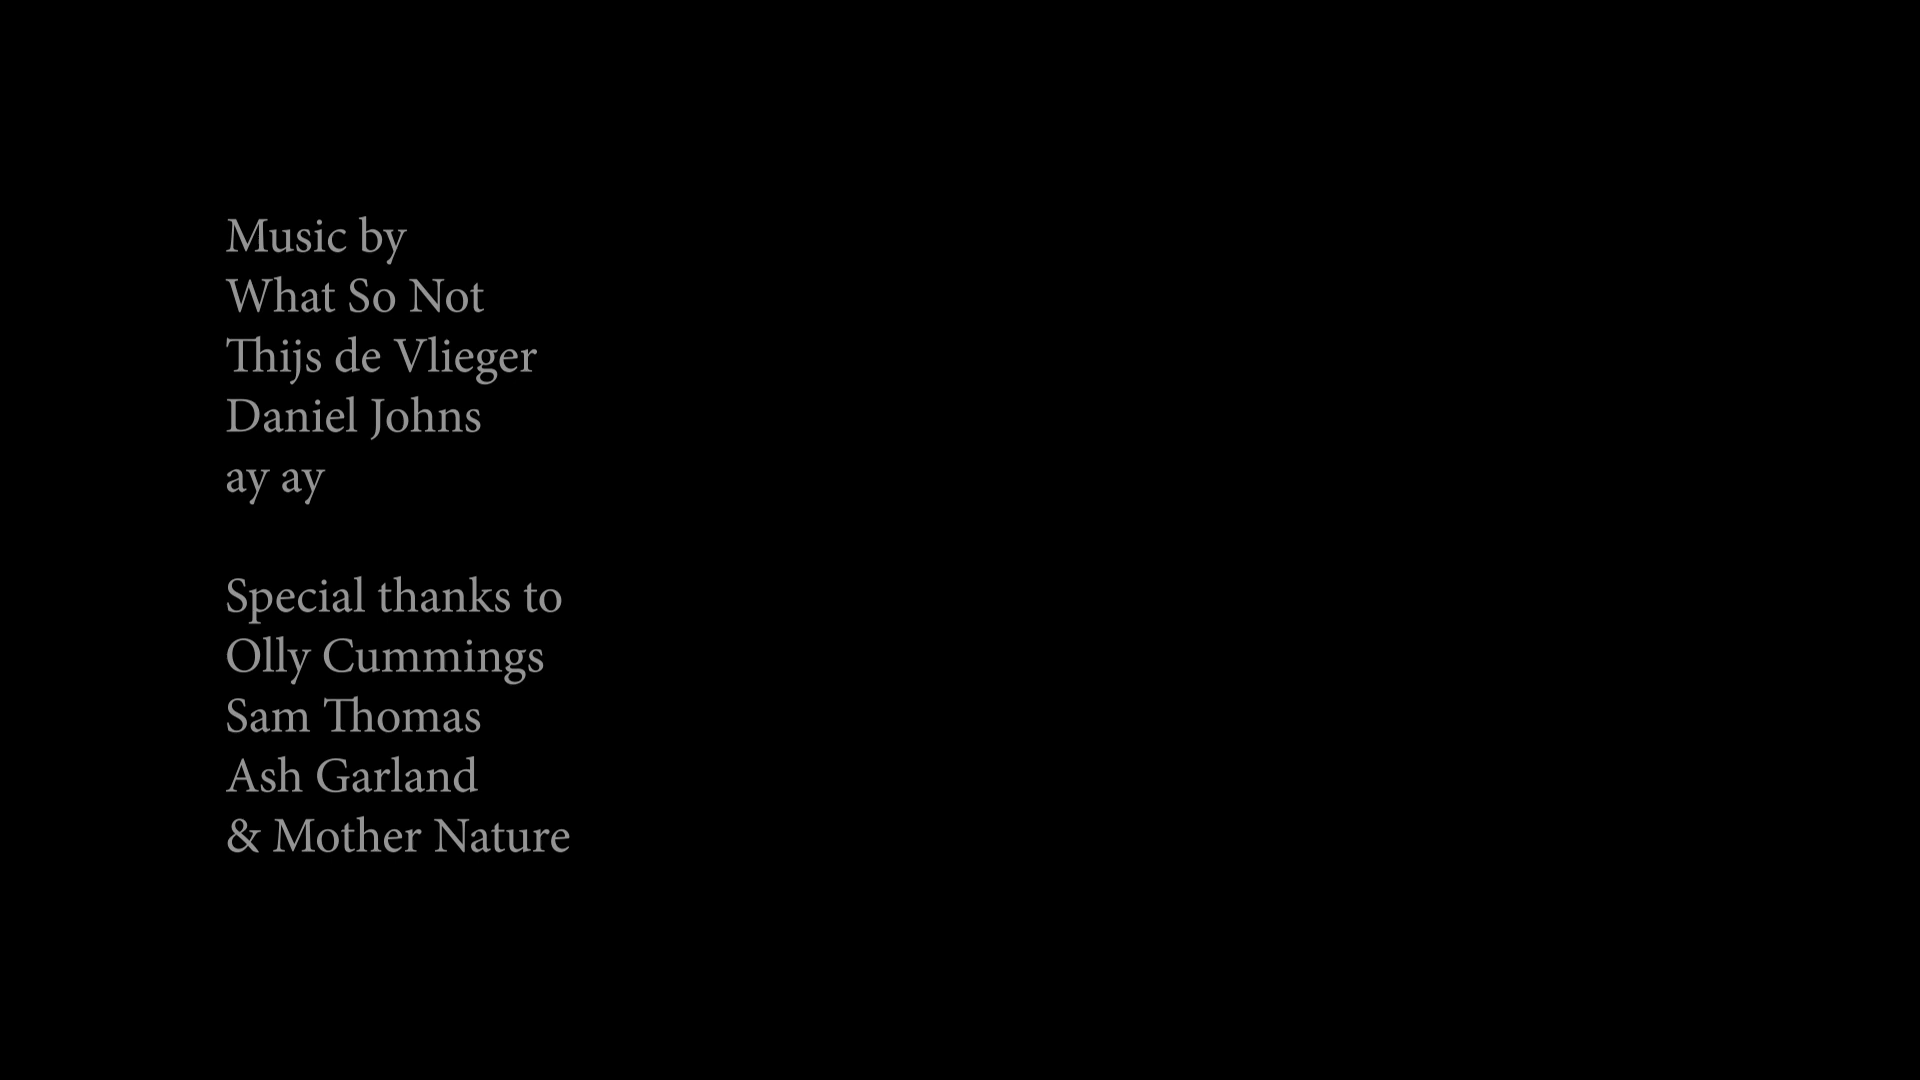 Music by
What So Not
Thijs de Vlieger
Daniel Johns
ay ay
Special thanks to
Olly Cummings
Sam Thomas
Ash Garland
& Mother Nature